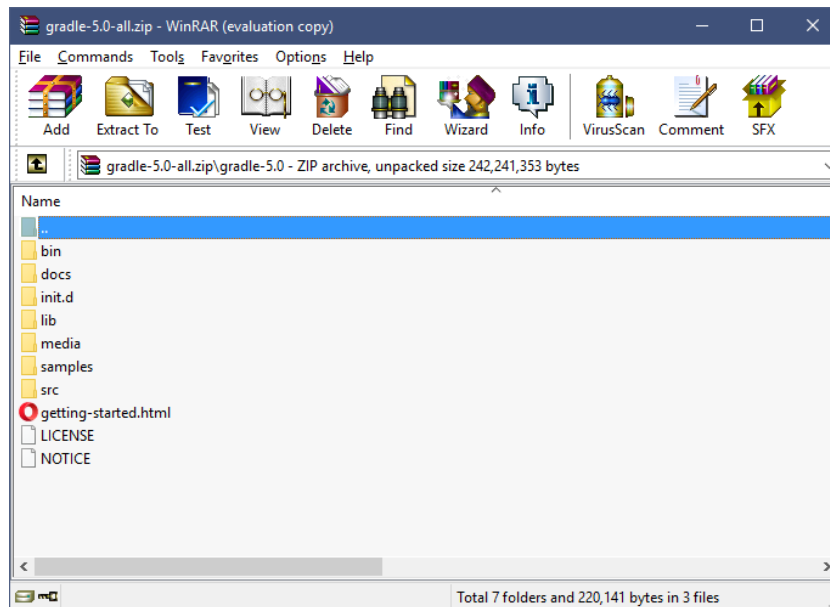 gradle-5.0-all.zip - WinRAR (evaluation copy)
File Commands Tools Favorites Options Help
Add Extract To Test View Delete Find Wizard Info VirusScan Comment SFX
gradle-5.0-all.zip\gradle-5.0 - ZIP archive, unpacked size 242,241,353 bytes
Name
..
bin
docs
init.d
lib
media
samples
src
getting-started.html
LICENSE
NOTICE
Total 7 folders and 220,141 bytes in 3 files